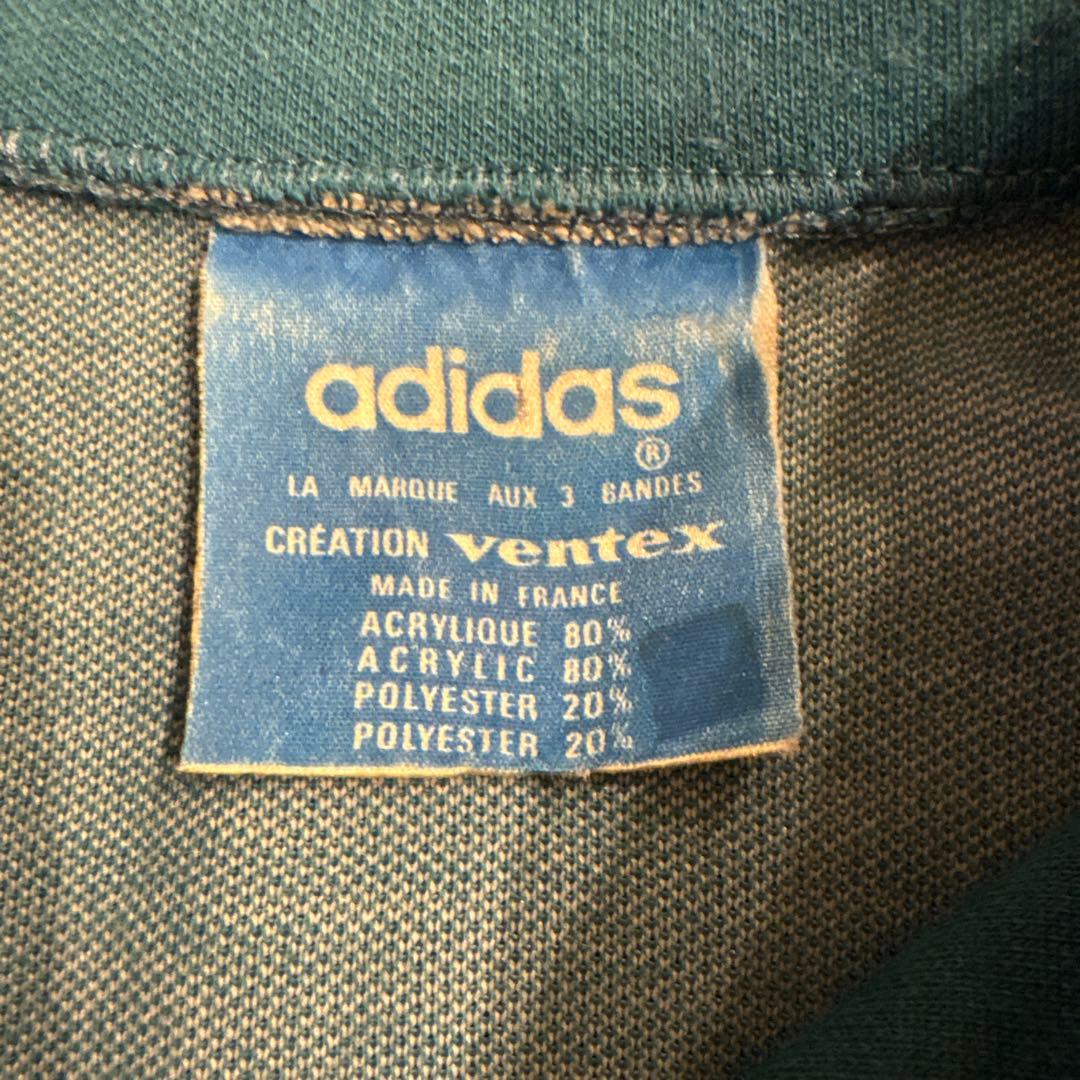 adidas
®
LA MARQUE AUX 3 BANDES
CRÉATION ventex
MADE IN FRANCE
ACRYLIQUE 80%
ACRYLIC 80%
POLYESTER 20%
POLYESTER 20%